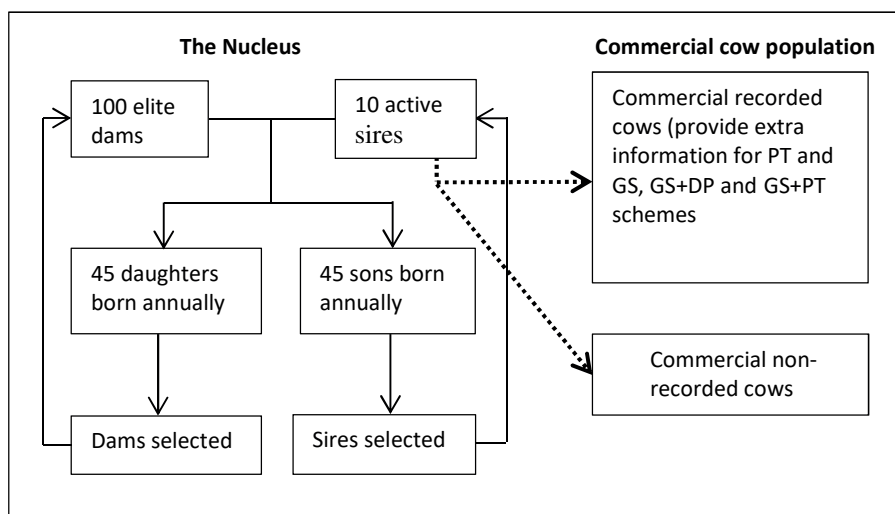 The Nucleus
Commercial cow population
100 elite
dams
10 active
sires
Commercial recorded
cows (provide extra
information for PT and
GS, GS+DP and GS+PT
schemes
45 daughters
born annually
45 sons born
annually
Commercial non-
recorded cows
Dams selected
Sires selected